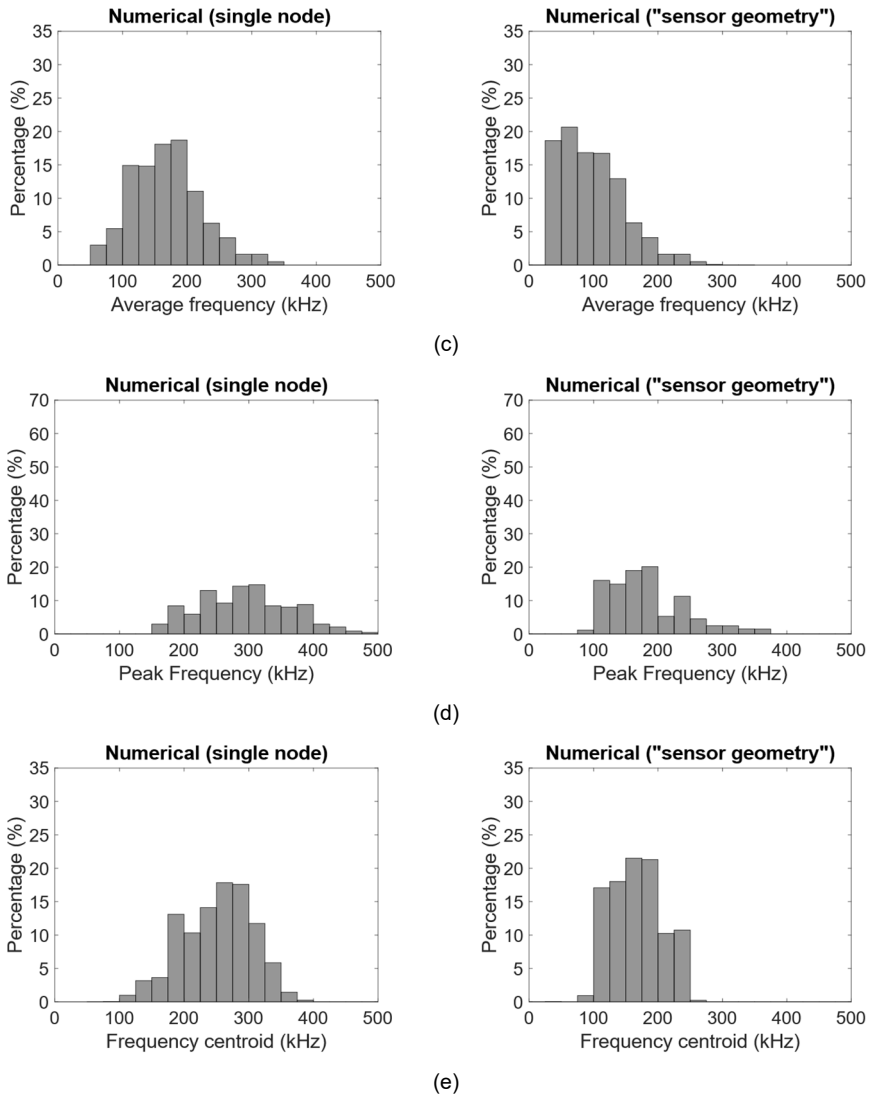 Numerical (single node)
Numerical ("sensor geometry")
Percentage (%)
35
30
25
20
15
10
5
0
0 100 200 300 400 500
Average frequency (kHz)
Percentage (%)
35
30
25
20
15
10
5
0
0 100 200 300 400 500
Average frequency (kHz)
(c)
Numerical (single node)
Numerical ("sensor geometry")
Percentage (%)
70
60
50
40
30
20
10
0
0 100 200 300 400 500
Peak Frequency (kHz)
Percentage (%)
70
60
50
40
30
20
10
0
0 100 200 300 400 500
Peak Frequency (kHz)
(d)
Numerical (single node)
Numerical ("sensor geometry")
Percentage (%)
35
30
25
20
15
10
5
0
0 100 200 300 400 500
Frequency centroid (kHz)
Percentage (%)
35
30
25
20
15
10
5
0
0 100 200 300 400 500
Frequency centroid (kHz)
(e)